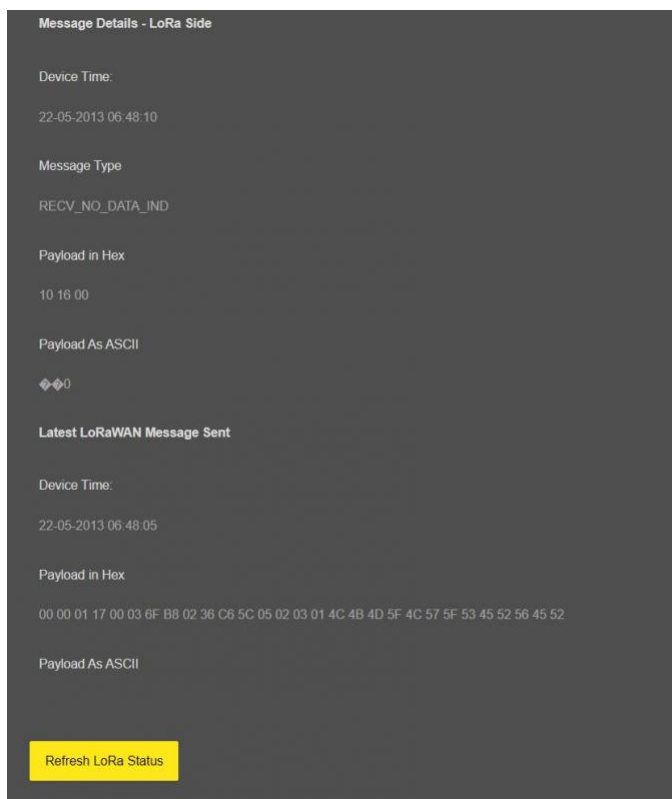 Message Details - LoRa Side
Device Time:
22-05-2013 06:48:10
Message Type
RECV_NO_DATA_IND
Payload in Hex
10 16 00
Payload As ASCII
��0
Latest LoRaWAN Message Sent
Device Time:
22-05-2013 06:48:05
Payload in Hex
00 00 01 17 00 03 6F B8 02 36 C6 5C 05 02 03 01 4C 4B 4D 5F 4C 57 5F 53 45 52 56 45 52
Payload As ASCII
Refresh LoRa Status